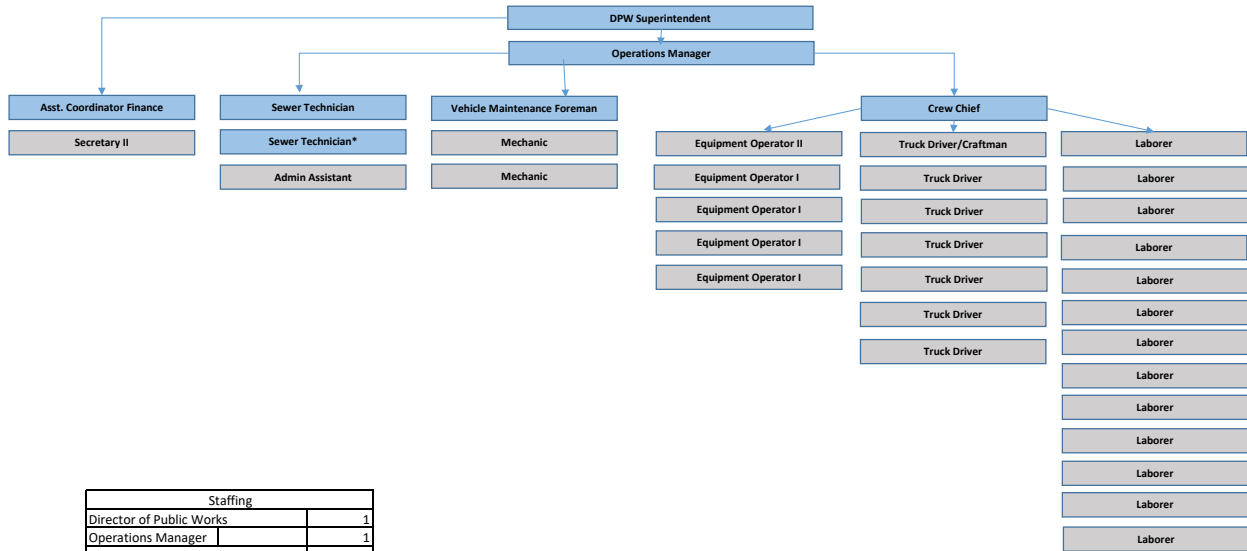 DPW Superintendent
Operations Manager
Asst. Coordinator Finance
Sewer Technician
Vehicle Maintenance Foreman
Crew Chief
Secretary II
Sewer Technician*
Mechanic
Equipment Operator II
Truck Driver/Craftman
Laborer
Admin Assistant
Mechanic
Equipment Operator I
Truck Driver
Laborer
Equipment Operator I
Truck Driver
Laborer
Equipment Operator I
Truck Driver
Laborer
Equipment Operator I
Truck Driver
Laborer
Truck Driver
Laborer
Truck Driver
Laborer
Laborer
Laborer
Laborer
Laborer
Laborer
Laborer
Staffing
Director of Public Works 1
Operations Manager 1